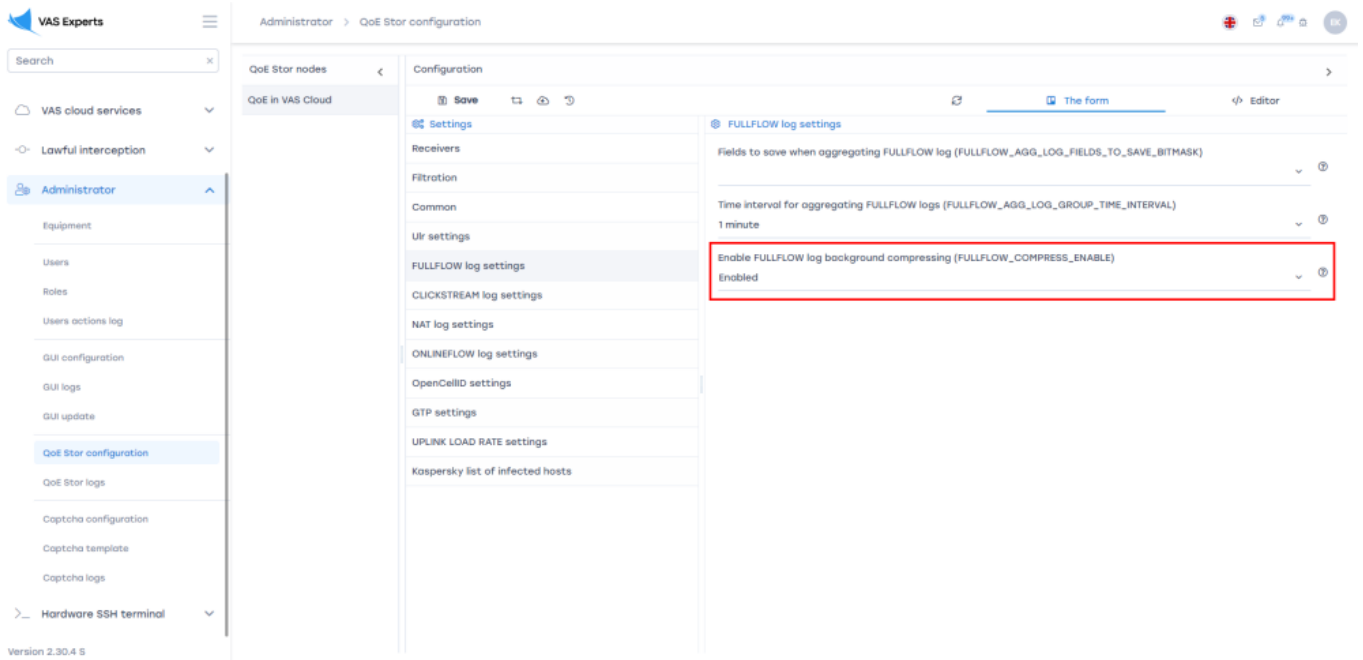 VAS Experts
Administrator > QoE Stor configuration
99+
EK
Search
VAS cloud services
Lawful interception
Administrator
Equipment
Users
Roles
Users actions log
GUI configuration
GUI logs
GUI update
QoE Stor configuration
QoE Stor logs
Captcha configuration
Captcha template
Captcha logs
Hardware SSH terminal
Version 2.30.4 S
QoE Stor nodes
QoE in VAS Cloud
Configuration
Save
The form
</> Editor
Settings
Receivers
Filtration
Common
Ulr settings
FULLFLOW log settings
CLICKSTREAM log settings
NAT log settings
ONLINEFLOW log settings
OpenCellID settings
GTP settings
UPLINK LOAD RATE settings
Kaspersky list of infected hosts
FULLFLOW log settings
Fields to save when aggregating FULLFLOW log (FULLFLOW_AGG_LOG_FIELDS_TO_SAVE_BITMASK)
Time interval for aggregating FULLFLOW logs (FULLFLOW_AGG_LOG_GROUP_TIME_INTERVAL)
1 minute
Enable FULLFLOW log background compressing (FULLFLOW_COMPRESS_ENABLE)
Enabled